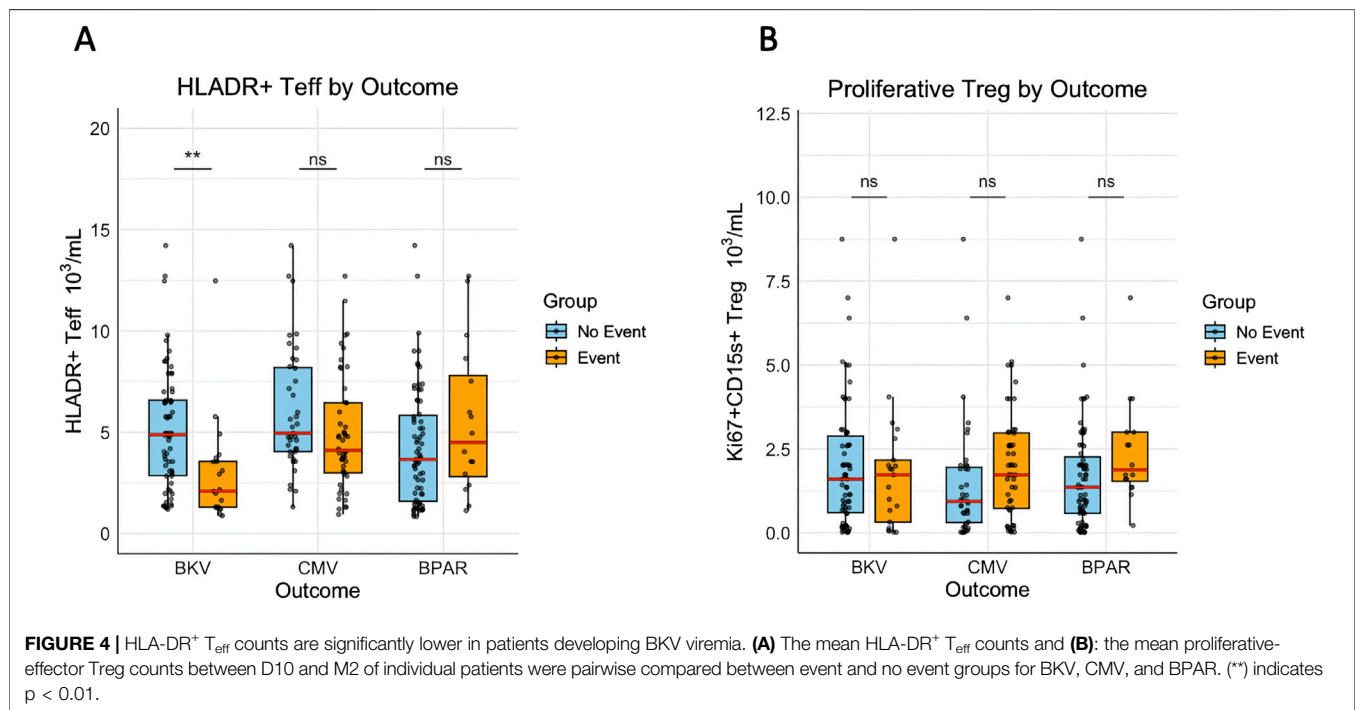 A
HLADR+ Teff by Outcome
HLADR+ Teff 10³/mL
20
15
10
5
0
**
ns
ns
BKV
CMV
BPAR
Outcome
Group
No Event
Event
B
Proliferative Treg by Outcome
Ki67+CD15s+ Treg 10³/mL
12.5
10.0
7.5
5.0
2.5
0.0
ns
ns
ns
BKV
CMV
BPAR
Outcome
Group
No Event
Event
FIGURE 4 | HLA-DR⁺ Teff counts are significantly lower in patients developing BKV viremia. (A) The mean HLA-DR⁺ Teff counts and (B): the mean proliferative-
effector Treg counts between D10 and M2 of individual patients were pairwise compared between event and no event groups for BKV, CMV, and BPAR. (**) indicates
p < 0.01.